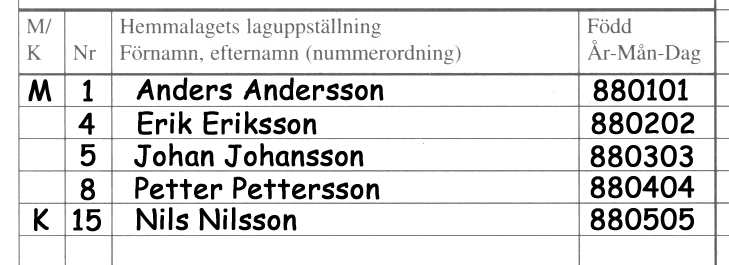 M/ Hemmalagets laguppställning Född
K Nr Förnamn, efternamn (nummerordning) År-Mån-Dag
M 1 Anders Andersson 880101
4 Erik Eriksson 880202
5 Johan Johansson 880303
8 Petter Pettersson 880404
K 15 Nils Nilsson 880505